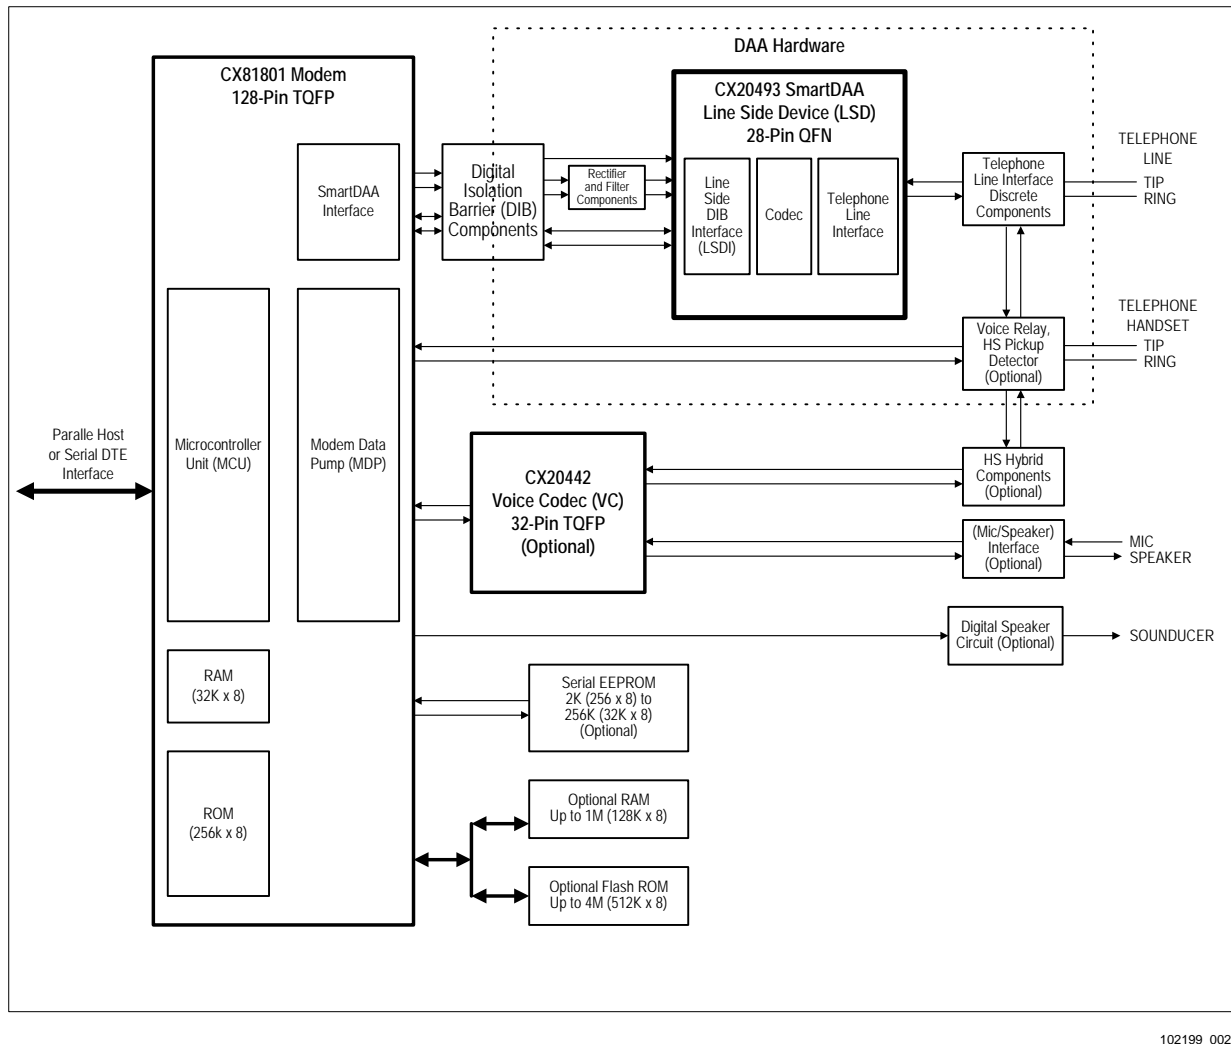 DAA Hardware
CX81801 Modem
128-Pin TQFP
CX20493 SmartDAA
Line Side Device (LSD)
28-Pin QFN
SmartDAA
Interface
Digital
Isolation
Barrier (DIB)
Components
Rectifier
and Filter
Components
Line
Side
DIB
Interface
(LSDI)
Codec
Telephone
Line
Interface
Telephone
Line Interface
Discrete
Components
TELEPHONE
LINE
TIP
RING
Voice Relay,
HS Pickup
Detector
(Optional)
TELEPHONE
HANDSET
TIP
RING
Paralle Host
or Serial DTE
Interface
Microcontroller
Unit (MCU)
Modem Data
Pump (MDP)
CX20442
Voice Codec (VC)
32-Pin TQFP
(Optional)
HS Hybrid
Components
(Optional)
(Mic/Speaker)
Interface
(Optional)
MIC
SPEAKER
Digital Speaker
Circuit (Optional)
SOUNDUCER
RAM
(32K x 8)
Serial EEPROM
2K (256 x 8) to
256K (32K x 8)
(Optional)
ROM
(256k x 8)
Optional RAM
Up to 1M (128K x 8)
Optional Flash ROM
Up to 4M (512K x 8)
102199_002